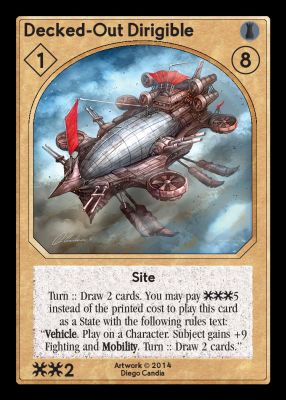 Decked-Out Dirigible
1
8
Site
Turn :: Draw 2 cards. You may pay ⌘⌘⌘5
instead of the printed cost to play this card
as a State with the following rules text:
"Vehicle. Play on a Character. Subject gains +9
Fighting and Mobility. Turn :: Draw 2 cards."
⌘⌘2
Artwork © 2014
Diego Candia